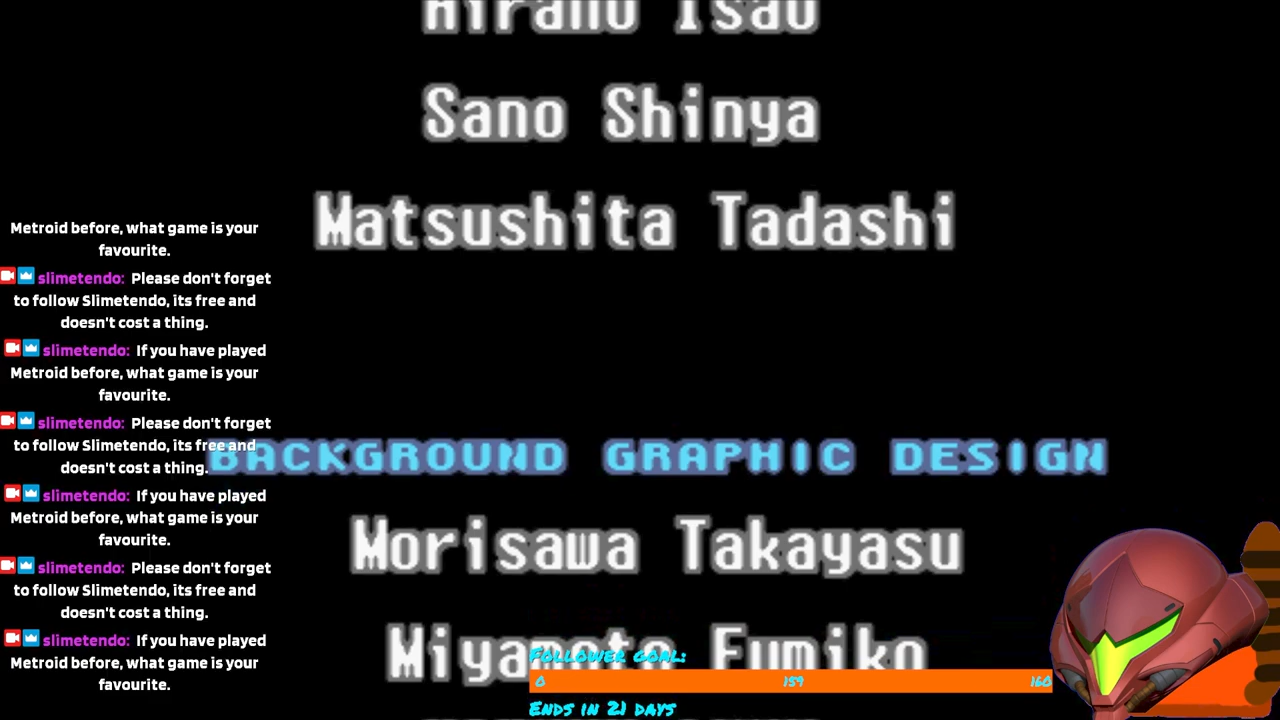 Hirano Isao
Sano Shinya
Matsushita Tadashi
BACKGROUND GRAPHIC DESIGN
Morisawa Takayasu
Miyamoto Fumiko
Metroid before, what game is your
favourite.
slimetendo: Please don't forget
to follow Slimetendo, its free and
doesn't cost a thing.
slimetendo: If you have played
Metroid before, what game is your
favourite.
slimetendo: Please don't forget
to follow Slimetendo, its free and
doesn't cost a thing.
slimetendo: If you have played
Metroid before, what game is your
favourite.
slimetendo: Please don't forget
to follow Slimetendo, its free and
doesn't cost a thing.
slimetendo: If you have played
Metroid before, what game is your
favourite.
Follower goal:
0 159 160
Ends in 21 days